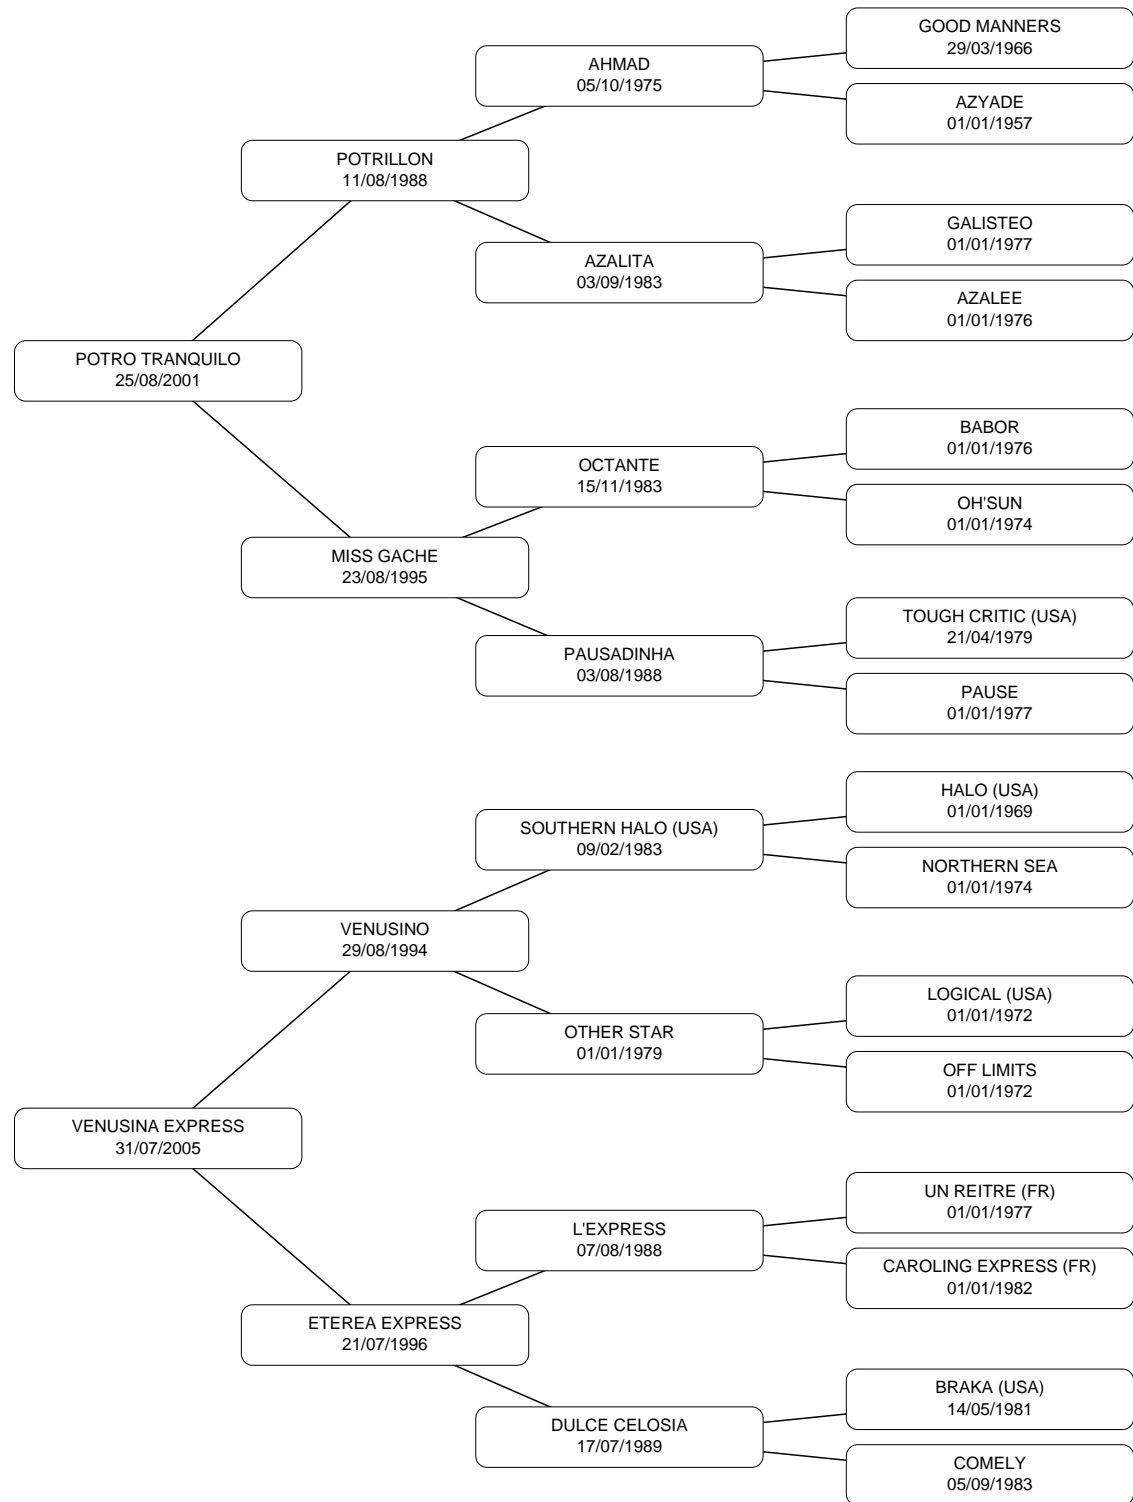 GOOD MANNERS
29/03/1966
AHMAD
05/10/1975
AZYADE
01/01/1957
POTRILLON
11/08/1988
GALISTEO
01/01/1977
AZALITA
03/09/1983
AZALEE
01/01/1976
POTRO TRANQUILO
25/08/2001
BABOR
01/01/1976
OCTANTE
15/11/1983
OH'SUN
01/01/1974
MISS GACHE
23/08/1995
TOUGH CRITIC (USA)
21/04/1979
PAUSADINHA
03/08/1988
PAUSE
01/01/1977
HALO (USA)
01/01/1969
SOUTHERN HALO (USA)
09/02/1983
NORTHERN SEA
01/01/1974
VENUSINO
29/08/1994
LOGICAL (USA)
01/01/1972
OTHER STAR
01/01/1979
OFF LIMITS
01/01/1972
VENUSINA EXPRESS
31/07/2005
UN REITRE (FR)
01/01/1977
L'EXPRESS
07/08/1988
CAROLING EXPRESS (FR)
01/01/1982
ETEREA EXPRESS
21/07/1996
BRAKA (USA)
14/05/1981
DULCE CELOSIA
17/07/1989
COMELY
05/09/1983